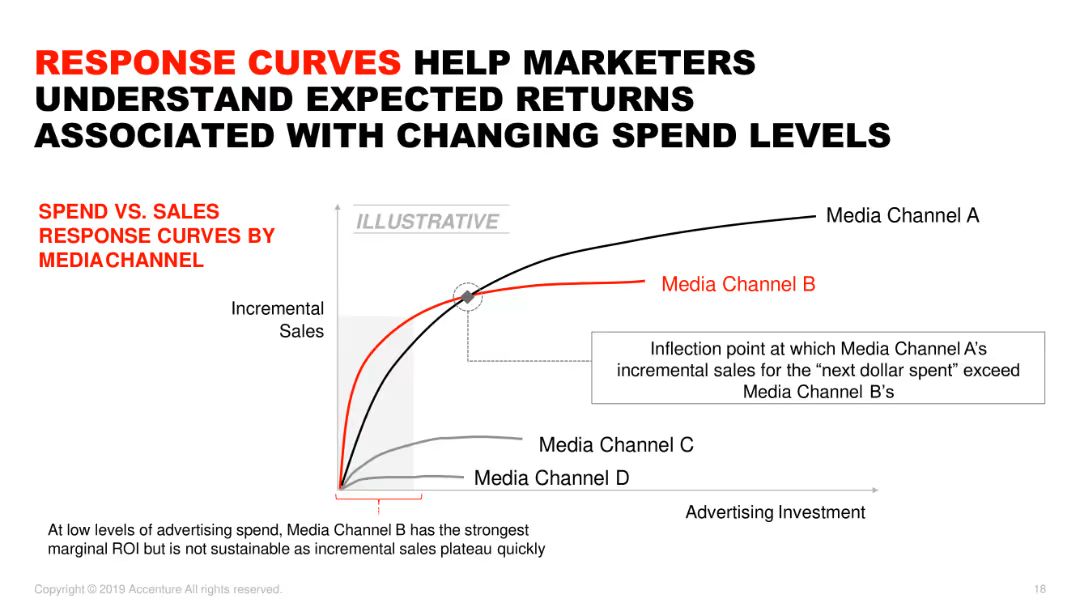 RESPONSE CURVES HELP MARKETERS
UNDERSTAND EXPECTED RETURNS
ASSOCIATED WITH CHANGING SPEND LEVELS
SPEND VS. SALES
RESPONSE CURVES BY
MEDIA CHANNEL
ILLUSTRATIVE
Media Channel A
Media Channel B
Incremental
Sales
Inflection point at which Media Channel A's
incremental sales for the “next dollar spent” exceed
Media Channel B's
Media Channel C
Media Channel D
Advertising Investment
At low levels of advertising spend, Media Channel B has the strongest
marginal ROI but is not sustainable as incremental sales plateau quickly
Copyright © 2019 Accenture All rights reserved.
18